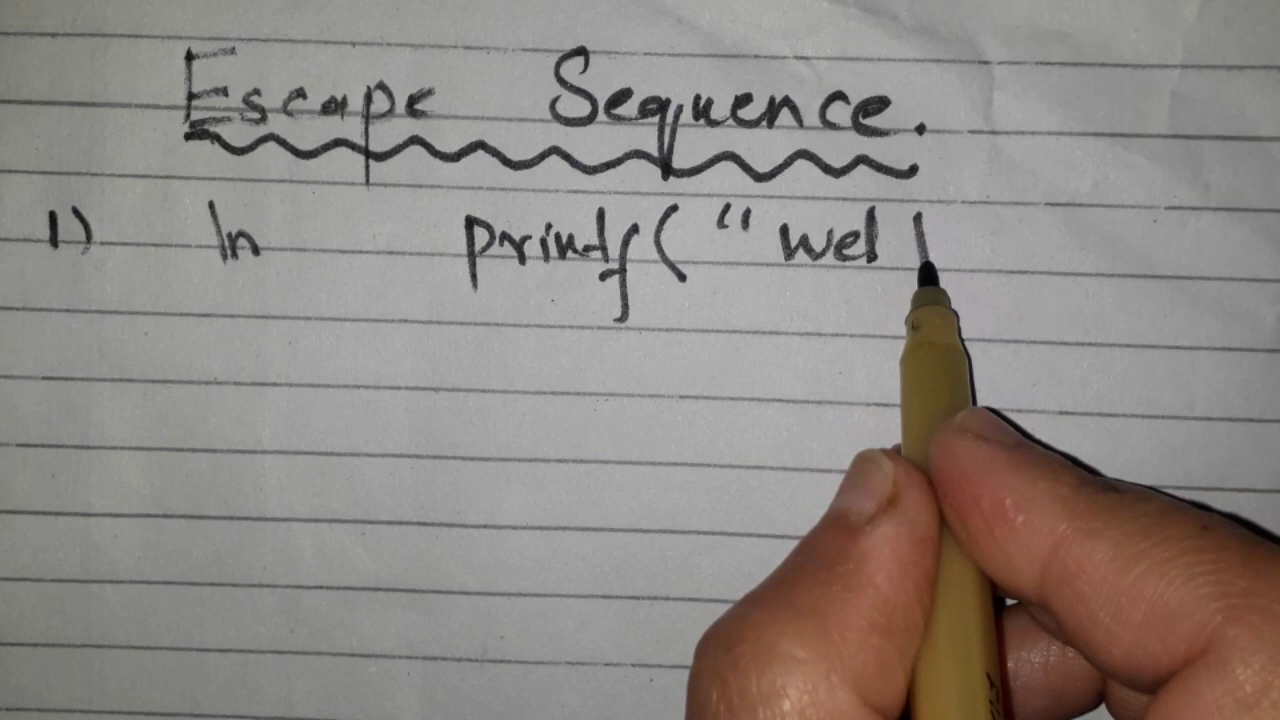 Escape Sequence.
1) \n printf( " wel \